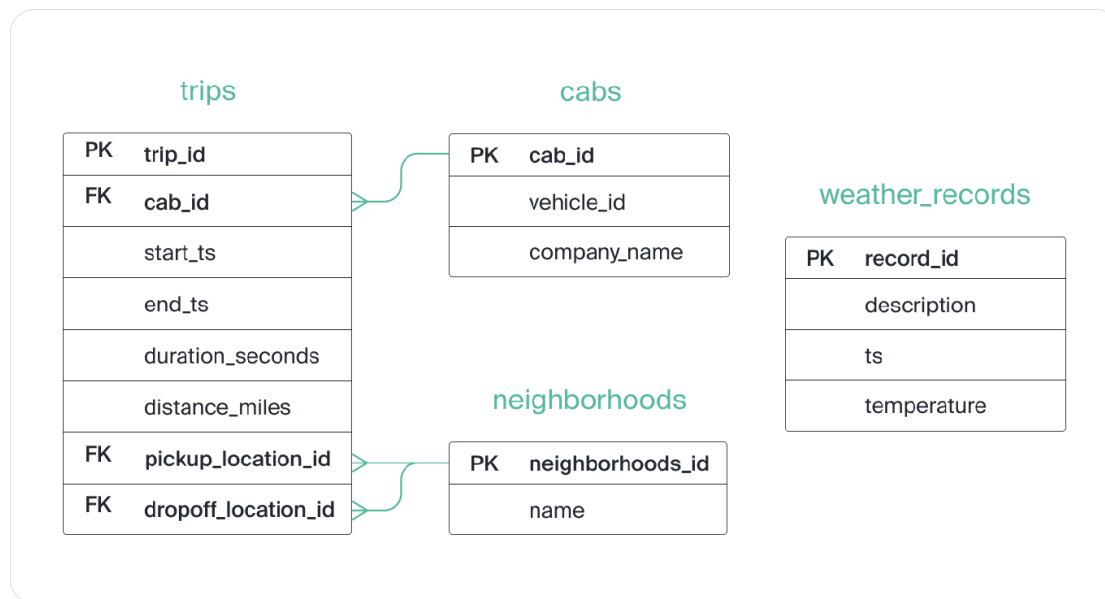 trips
PK trip_id
FK cab_id
start_ts
end_ts
duration_seconds
distance_miles
FK pickup_location_id
FK dropoff_location_id
cabs
PK cab_id
vehicle_id
company_name
neighborhoods
PK neighborhoods_id
name
weather_records
PK record_id
description
ts
temperature